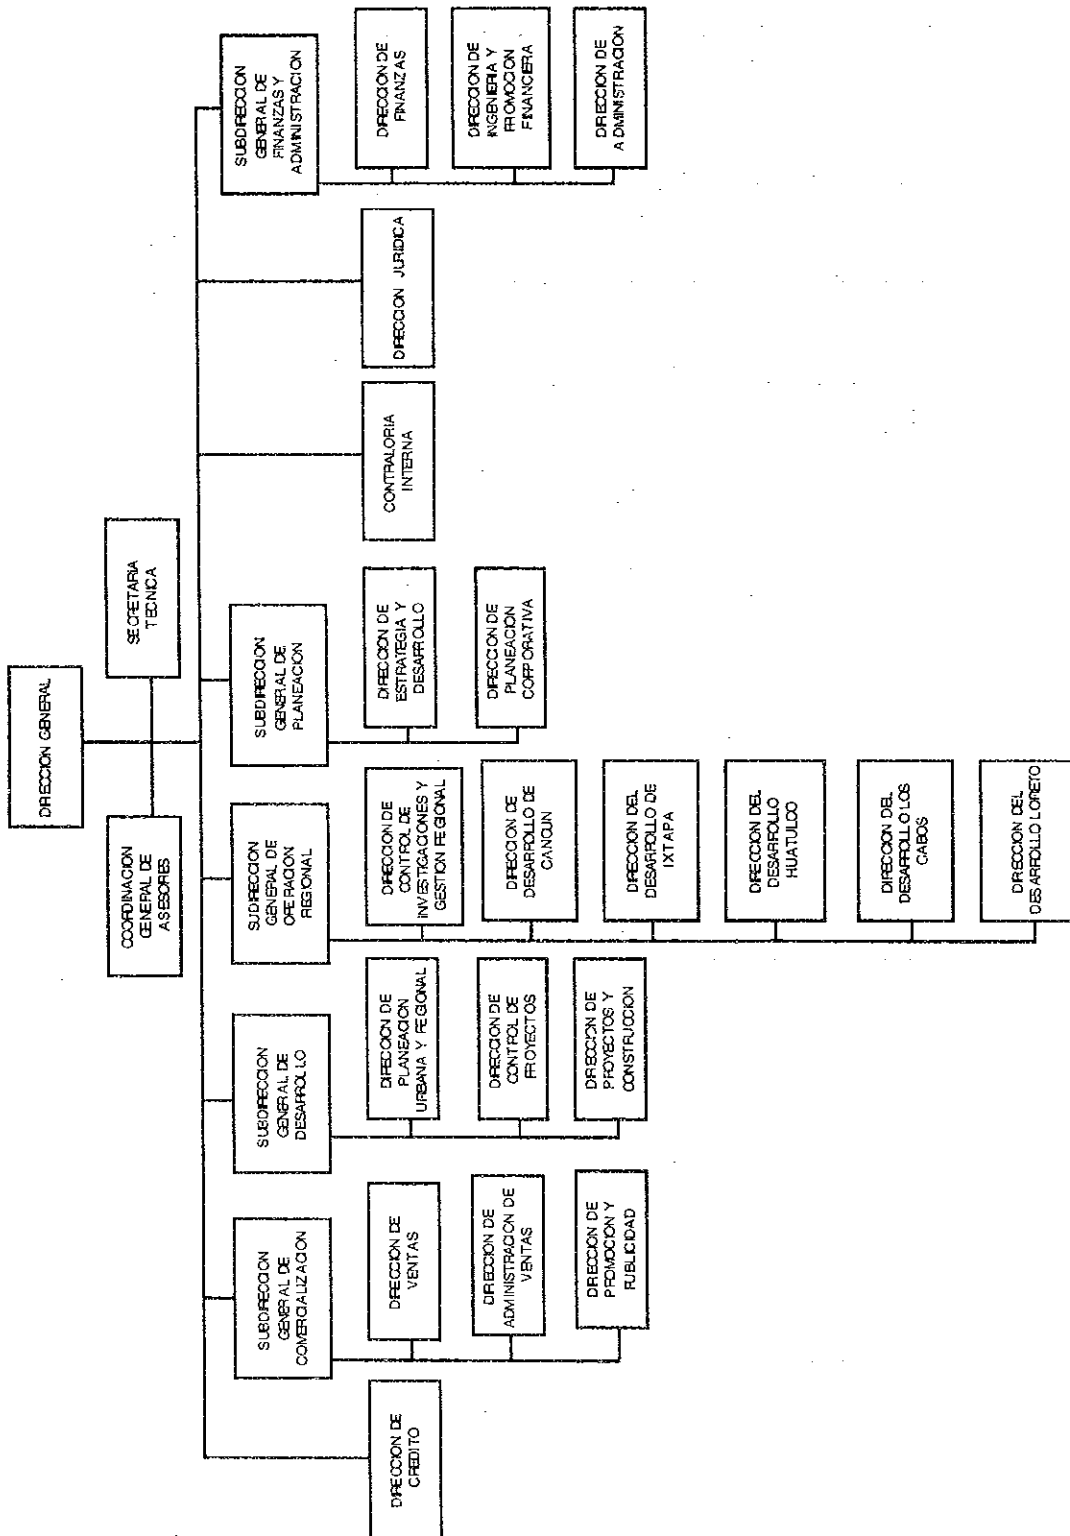 DIRECCION GENERAL
COORDINACION
GENERAL DE
ASESORES
SECRETARIA
TECNICA
DIRECCION DE
CREDITO
SUBDIRECCION
GENERAL DE
COMERCIALIZACION
DIRECCION DE
VENTAS
DIRECCION DE
ADMINISTRACION DE
VENTAS
DIRECCION DE
PROMOCION Y
PUBLICIDAD
SUBDIRECCION
GENERAL DE
DESARROLLO
DIRECCION DE
PLANEACION
URBANA Y REGIONAL
DIRECCION DE
CONTROL DE
PROYECTOS
DIRECCION DE
PROYECTOS Y
CONSTRUCCION
SUBDIRECCION
GENERAL DE
OPERACION
REGIONAL
DIRECCION DE
CONTROL DE
INVESTIGACIONES Y
GESTION REGIONAL
DIRECCION DE
DESARROLLO DE
CANCUN
DIRECCION DEL
DESARROLLO DE
IXTAPA
DIRECCION DEL
DESARROLLO
HUATULCO
DIRECCION DEL
DESARROLLO LOS
CABOS
DIRECCION DEL
DESARROLLO LORETO
SUBDIRECCION
GENERAL DE
PLANEACION
DIRECCION DE
ESTRATEGIA Y
DESARROLLO
DIRECCION DE
PLANEACION
CORPORATIVA
CONTRALORIA
INTERNA
DIRECCION JURIDICA
SUBDIRECCION
GENERAL DE
FINANZAS Y
ADMINISTRACION
DIRECCION DE
FINANZAS
DIRECCION DE
INGENIERIA Y
PROMOCION
FINANCIERA
DIRECCION DE
ADMINISTRACION